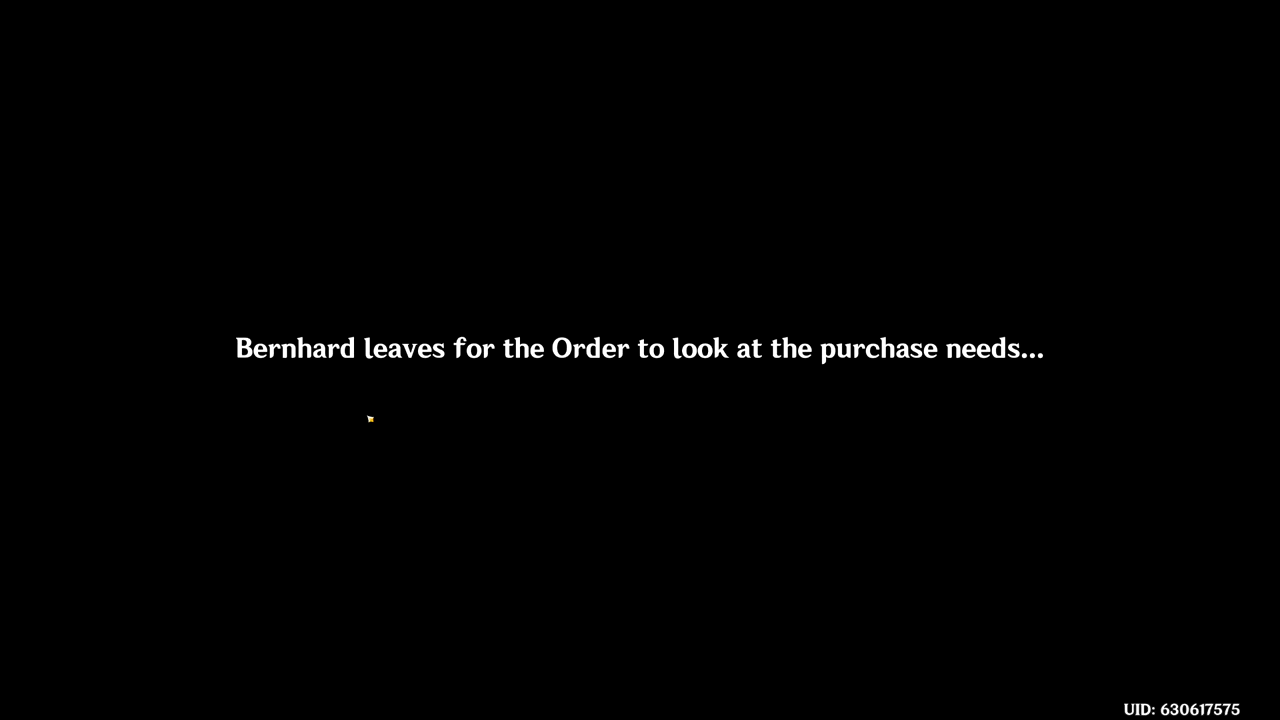 Bernhard leaves for the Order to look at the purchase needs...
UID: 630617575